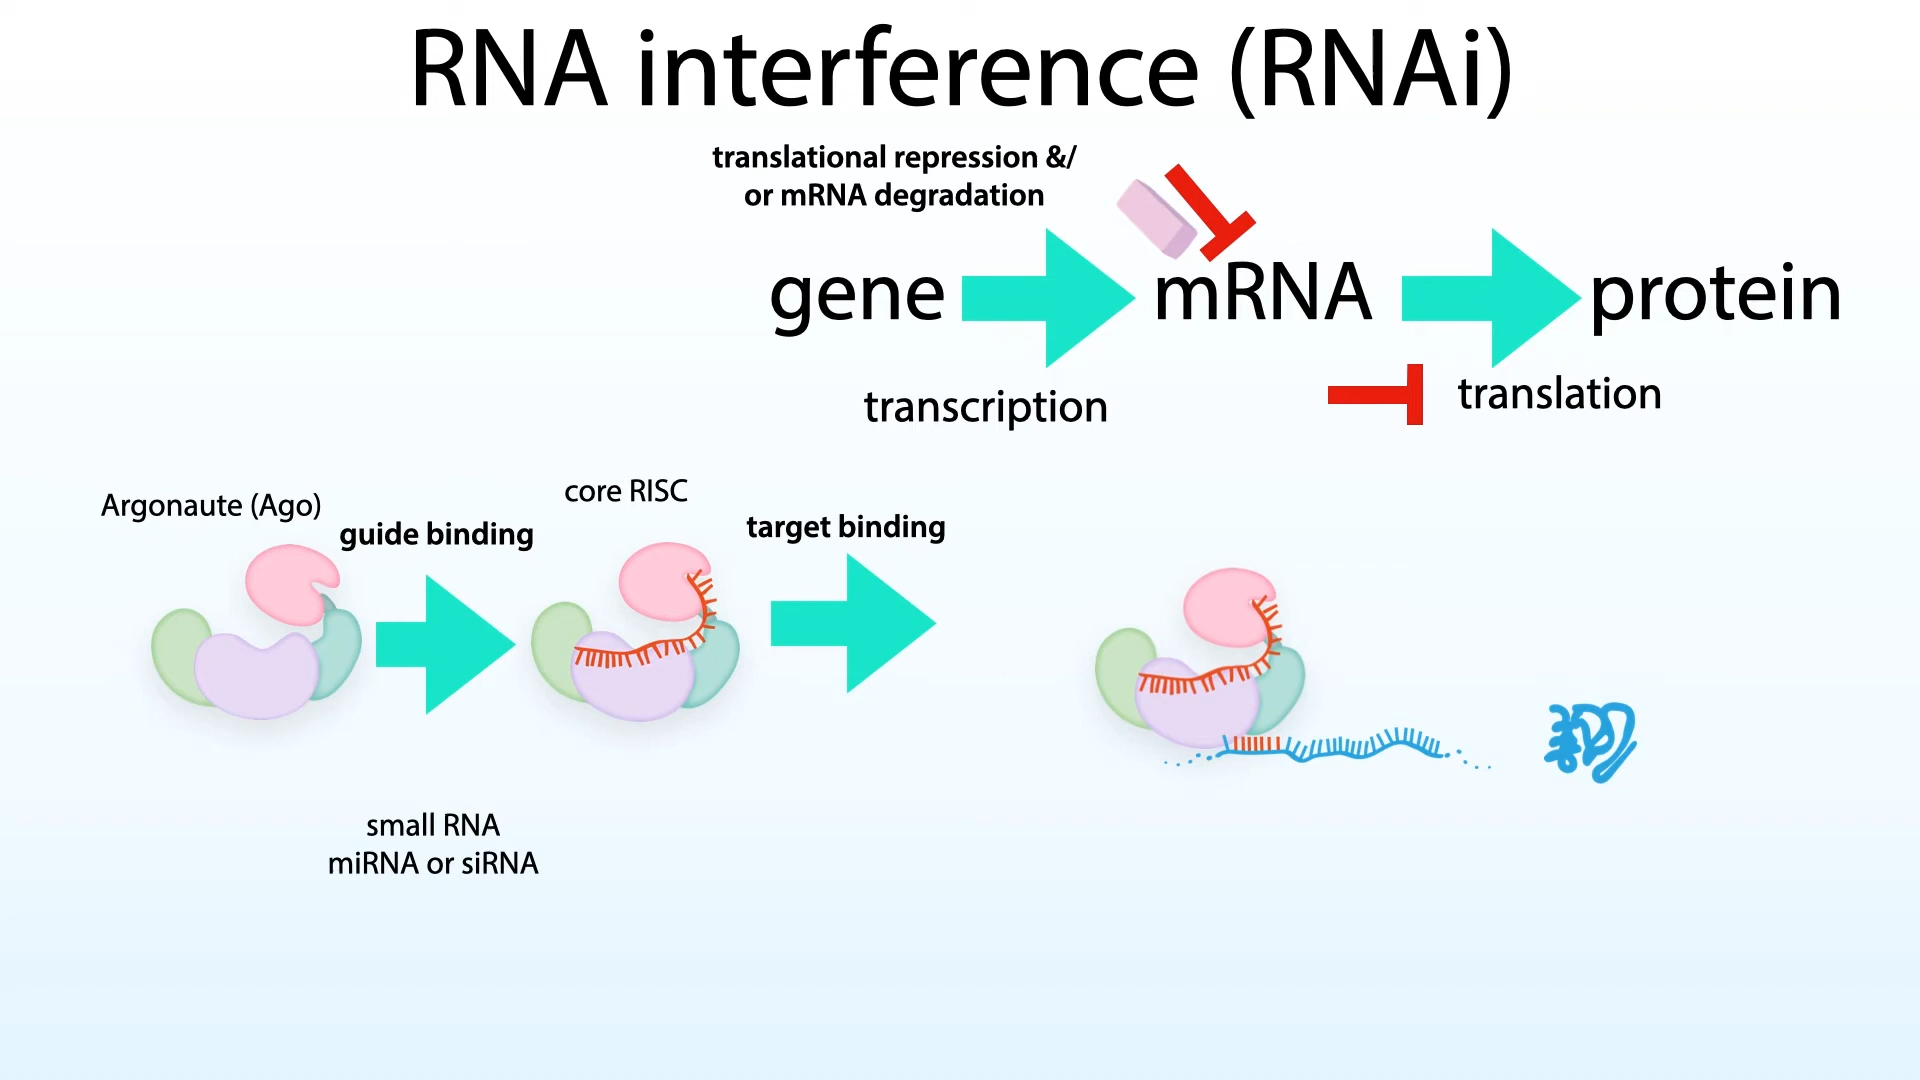 RNA interference (RNAi)
translational repression &/
or mRNA degradation
gene
mRNA
protein
transcription
translation
Argonaute (Ago)
guide binding
core RISC
target binding
small RNA
miRNA or siRNA